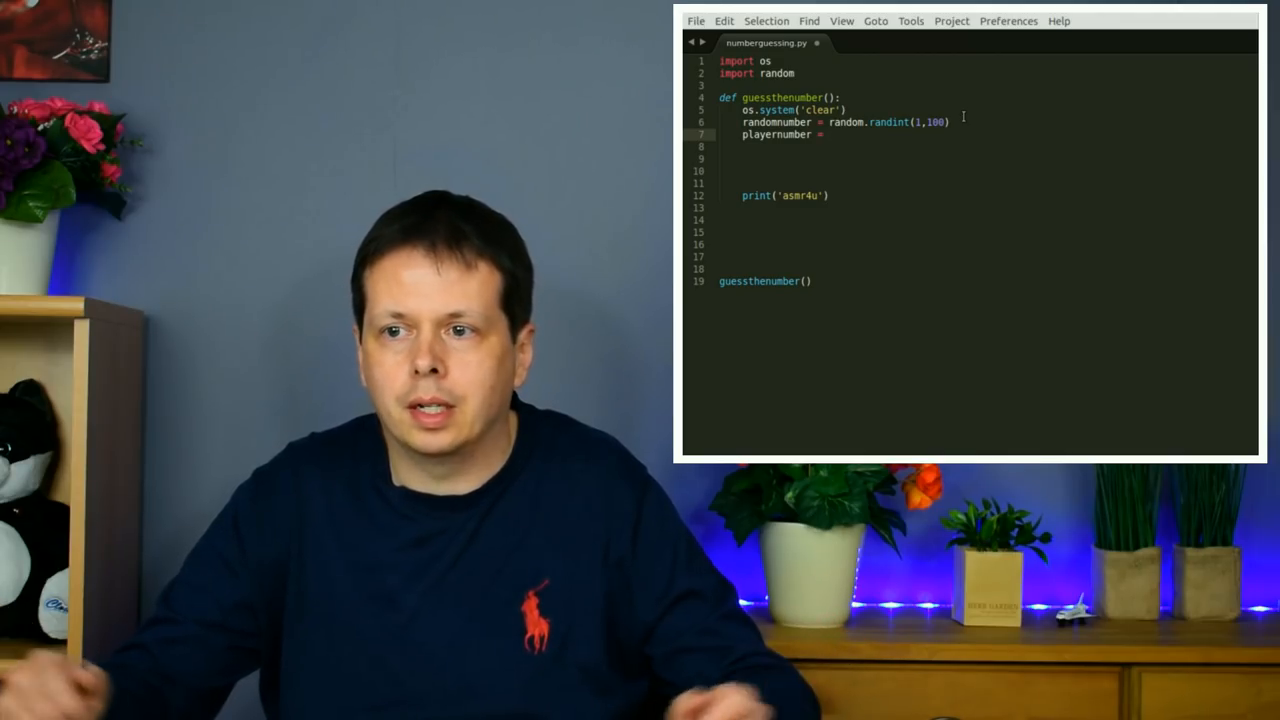 File Edit Selection Find View Goto Tools Project Preferences Help
numberguessing.py
1 import os
2 import random
3
4 def guessthenumber():
5 os.system('clear')
6 randomnumber = random.randint(1,100)
7 playernumber =
8
9
10
11
12 print('asmr4u')
13
14
15
16
17
18
19 guessthenumber()
HERB GARDEN